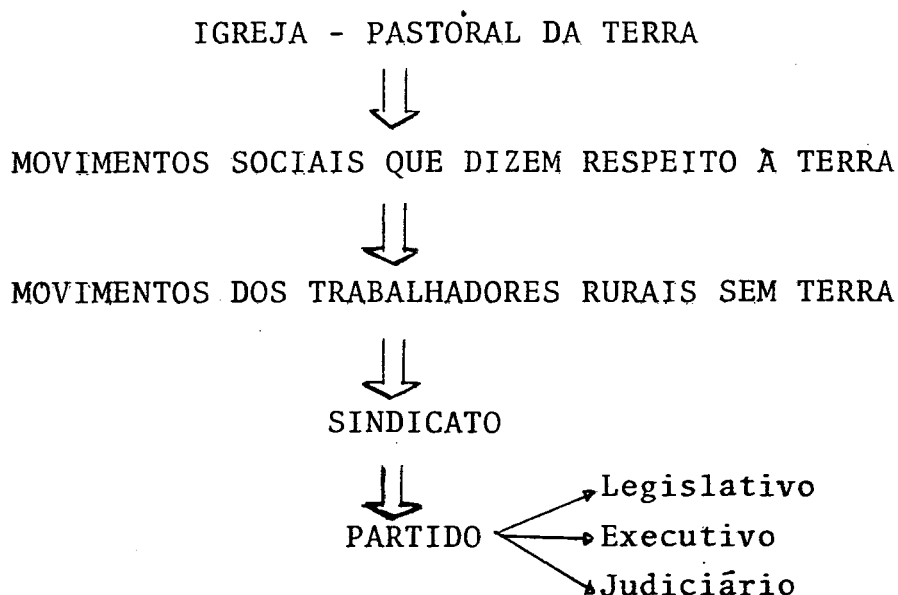 IGREJA - PASTORAL DA TERRA
MOVIMENTOS SOCIAIS QUE DIZEM RESPEITO À TERRA
MOVIMENTOS DOS TRABALHADORES RURAIS SEM TERRA
SINDICATO
Legislativo
PARTIDO Executivo
Judiciário